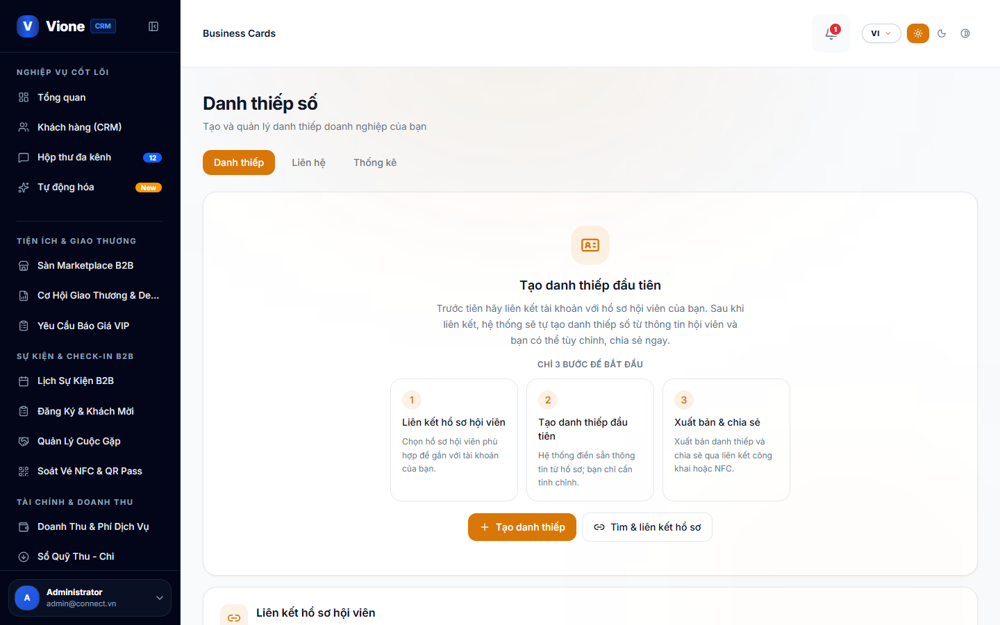 V Vione CRM
NGHIỆP VỤ CỐT LÕI
Tổng quan
Khách hàng (CRM)
Hộp thư đa kênh 12
Tự động hóa New
TIỆN ÍCH & GIAO THƯƠNG
Sàn Marketplace B2B
Cơ Hội Giao Thương & De...
Yêu Cầu Báo Giá VIP
SỰ KIỆN & CHECK-IN B2B
Lịch Sự Kiện B2B
Đăng Ký & Khách Mời
Quản Lý Cuộc Gặp
Soát Vé NFC & QR Pass
TÀI CHÍNH & DOANH THU
Doanh Thu & Phí Dịch Vụ
Sổ Quỹ Thu - Chi
A Administrator
admin@connect.vn
Business Cards
1
VI
Danh thiếp số
Tạo và quản lý danh thiếp doanh nghiệp của bạn
Danh thiếp Liên hệ Thống kê
Tạo danh thiếp đầu tiên
Trước tiên hãy liên kết tài khoản với hồ sơ hội viên của bạn. Sau khi
liên kết, hệ thống sẽ tự tạo danh thiếp số từ thông tin hội viên và
bạn có thể tùy chỉnh, chia sẻ ngay.
CHỈ 3 BƯỚC ĐỂ BẮT ĐẦU
1
Liên kết hồ sơ hội viên
Chọn hồ sơ hội viên phù
hợp để gắn với tài khoản
của bạn.
2
Tạo danh thiếp đầu
tiên
Hệ thống điền sẵn thông
tin từ hồ sơ; bạn chỉ cần
tinh chỉnh.
3
Xuất bản & chia sẻ
Xuất bản danh thiếp và
chia sẻ qua liên kết công
khai hoặc NFC.
Tạo danh thiếp
Tìm & liên kết hồ sơ
Liên kết hồ sơ hội viên